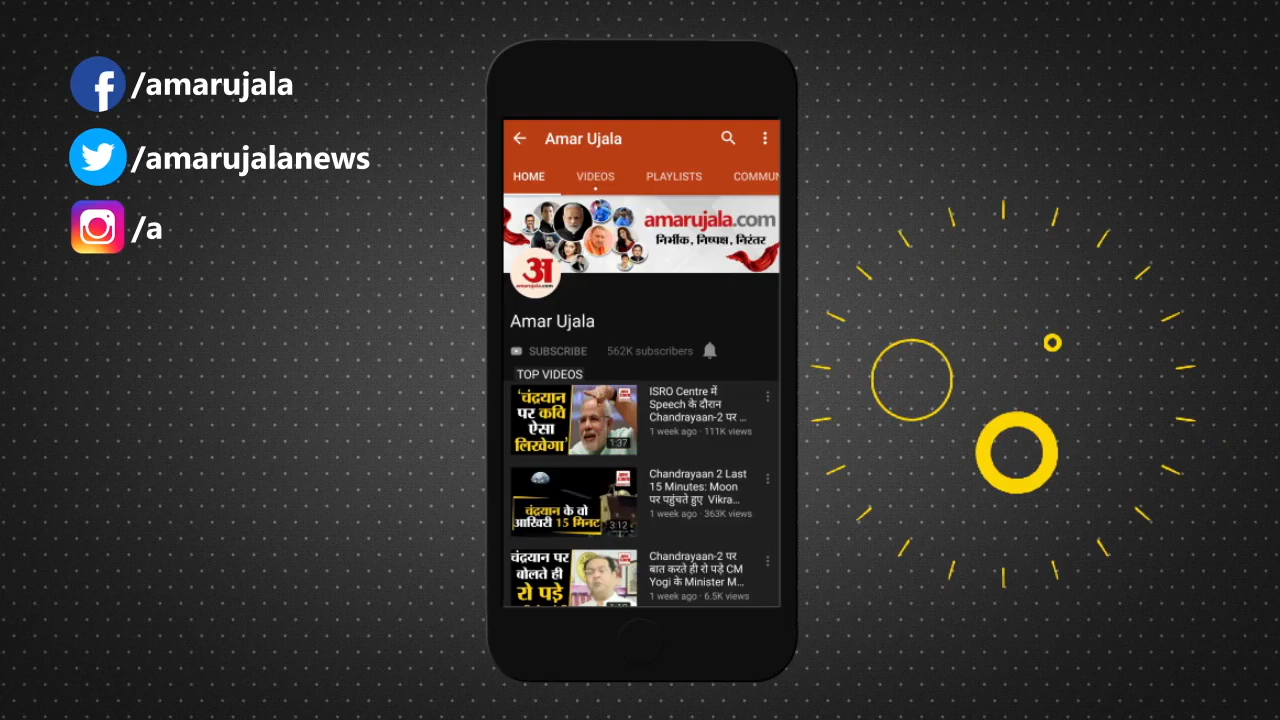 /amarujala
/amarujalanews
/a
Amar Ujala
HOME VIDEOS PLAYLISTS COMMUN
amarujala.com
निर्भीक, निष्पक्ष, निरंतर
अ
amarujala.com
Amar Ujala
SUBSCRIBE 562K subscribers
TOP VIDEOS
'चंद्रयान
पर कवि
ऐसा
लिखेगा'
1:37
ISRO Centre में
Speech के दौरान
Chandrayaan-2 पर ...
1 week ago · 111K views
चंद्रयान के वो
आखिरी 15 मिनट
3:12
Chandrayaan 2 Last
15 Minutes: Moon
पर पहुंचते हुए Vikra...
1 week ago · 363K views
चंद्रयान पर
बोलते ही
रो पड़े
Chandrayaan-2 पर
बात करते ही रो पड़े CM
Yogi के Minister M...
1 week ago · 6.5K views